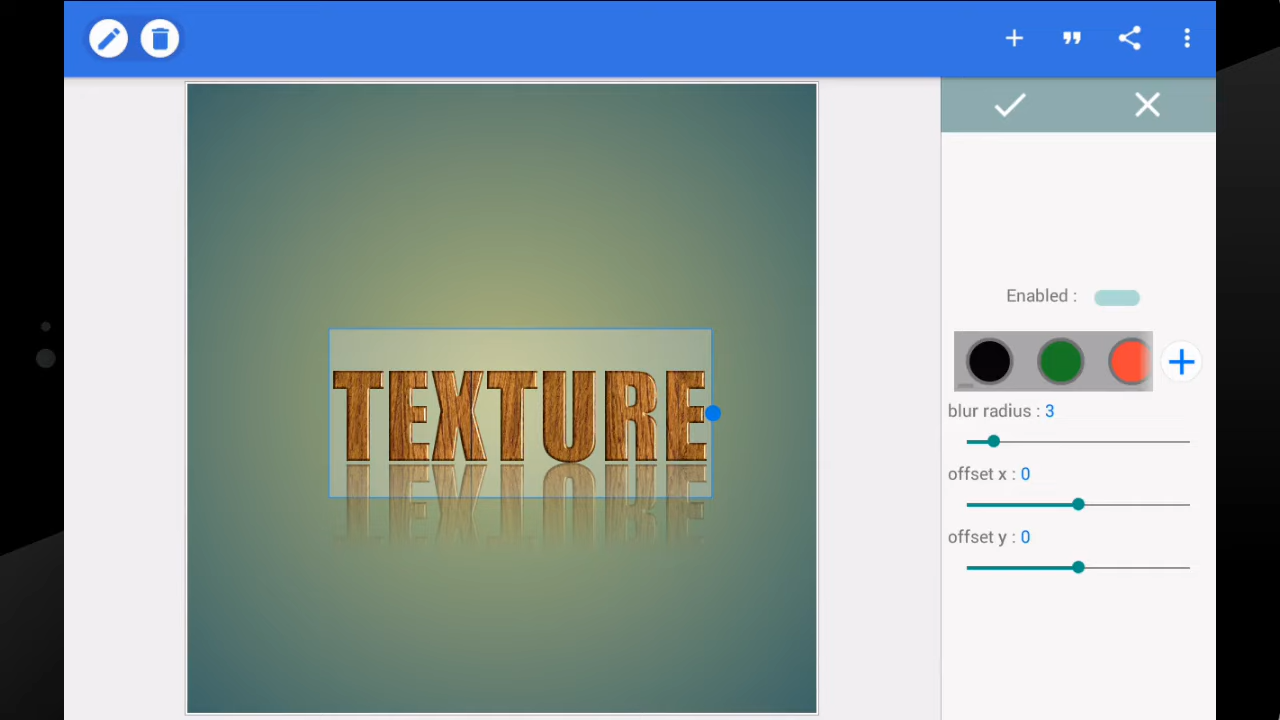 Enabled :
TEXTURE
blur radius : 3
offset x : 0
offset y : 0